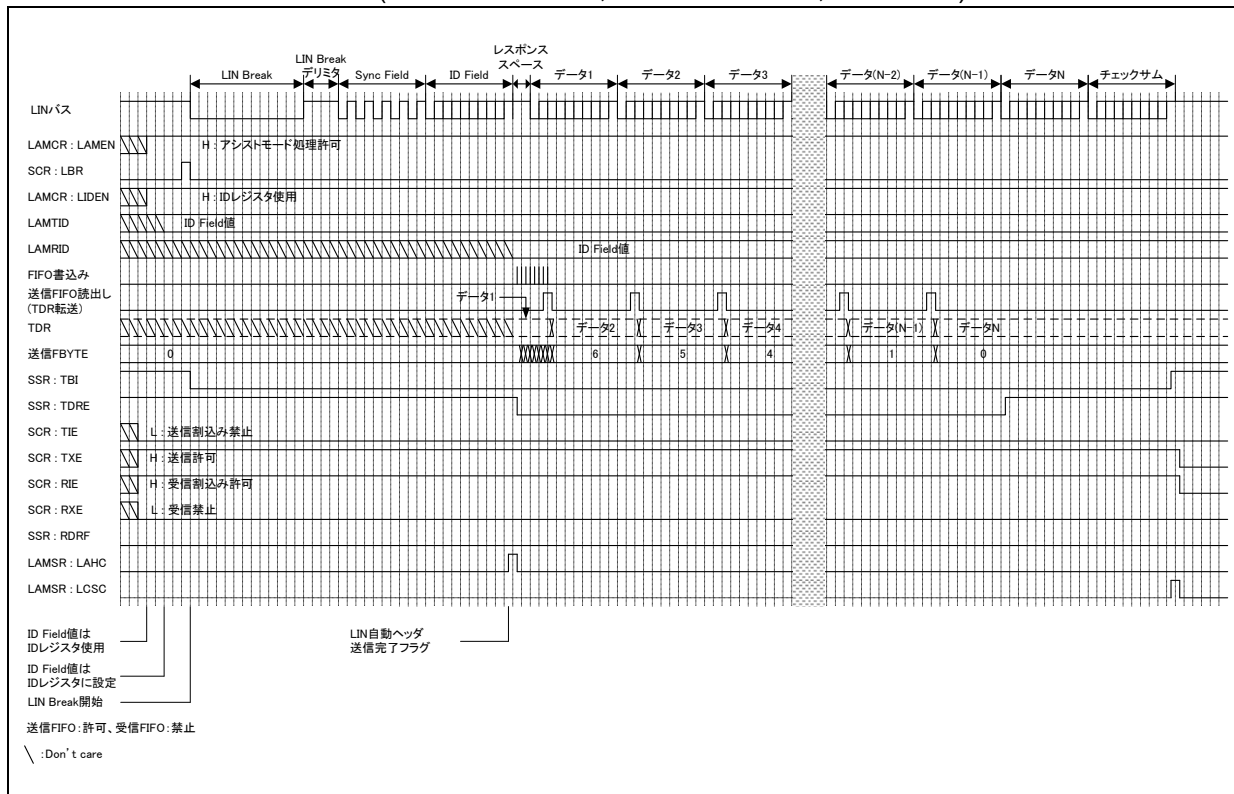 レスポンス
スペース
LIN Break
デリミタ
LIN Break
Sync Field
ID Field
データ1
データ2
データ3
データ(N-2)
データ(N-1)
データN
チェックサム
LINバス
LAMCR : LAMEN
H : アシストモード処理許可
SCR : LBR
LAMCR : LIDEN
H : IDレジスタ使用
LAMTID
ID Field値
LAMRID
ID Field値
FIFO書込み
送信FIFO読出し
(TDR転送)
データ1
TDR
データ2
データ3
データ4
データ(N-1)
データN
送信FBYTE
0
6
5
4
1
0
SSR : TBI
SSR : TDRE
SCR : TIE
L : 送信割込み禁止
SCR : TXE
H : 送信許可
SCR : RIE
H : 受信割込み許可
SCR : RXE
L : 受信禁止
SSR : RDRF
LAMSR : LAHC
LAMSR : LCSC
ID Field値は
IDレジスタ使用
LIN自動ヘッダ
送信完了フラグ
ID Field値は
IDレジスタに設定
LIN Break開始
送信FIFO:許可、受信FIFO:禁止
\ :Don't care